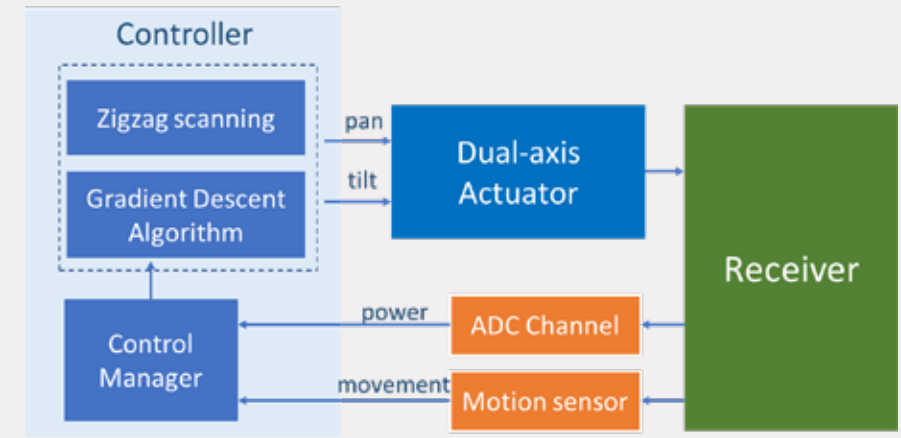 Controller
Zigzag scanning
Gradient Descent
Algorithm
Control
Manager
pan
tilt
Dual-axis
Actuator
power
movement
ADC Channel
Motion sensor
Receiver